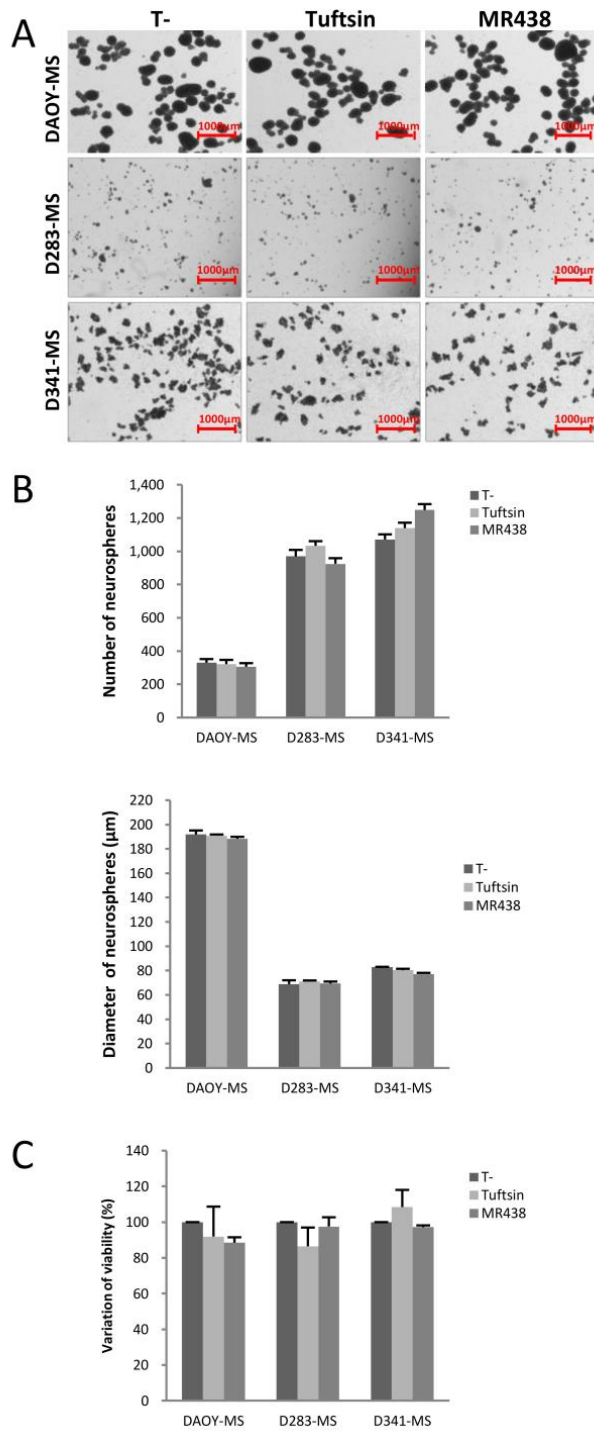 A
T-
Tuftsin
MR438
DAOY-MS
1000µm
1000µm
1000µm
D283-MS
1000µm
1000µm
1000µm
D341-MS
1000µm
1000µm
1000µm
B
Number of neurospheres
1,400
1,200
1,000
800
600
400
200
0
DAOY-MS
D283-MS
D341-MS
T-
Tuftsin
MR438
Diameter of neurospheres (µm)
220
200
180
160
140
120
100
80
60
40
20
0
DAOY-MS
D283-MS
D341-MS
T-
Tuftsin
MR438
C
Variation of viability (%)
140
120
100
80
60
40
20
0
DAOY-MS
D283-MS
D341-MS
T-
Tuftsin
MR438